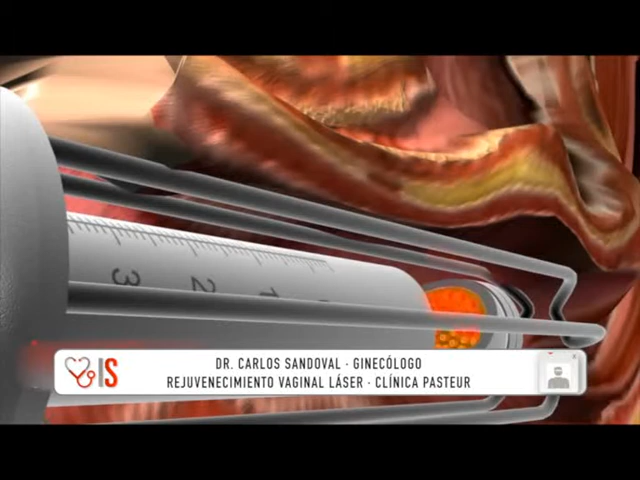 3 2 1
IS
DR. CARLOS SANDOVAL · GINECÓLOGO
REJUVENECIMIENTO VAGINAL LÁSER · CLÍNICA PASTEUR